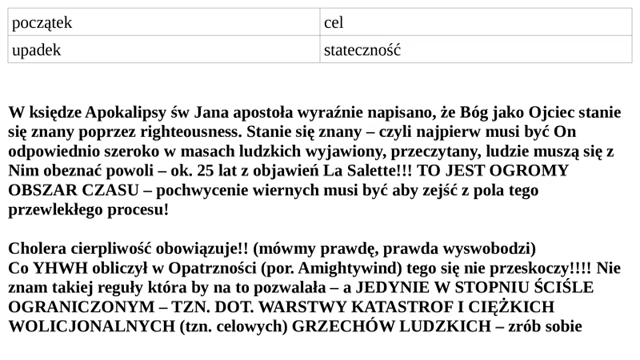 początek cel
upadek stateczność
W księdze Apokalipsy św Jana apostoła wyraźnie napisano, że Bóg jako Ojciec stanie
się znany poprzez righteousness. Stanie się znany – czyli najpierw musi być On
odpowiednio szeroko w masach ludzkich wyjawiony, przeczytany, ludzie muszą się z
Nim obeznać powoli – ok. 25 lat z objawień La Salette!!! TO JEST OGROMY
OBSZAR CZASU – pochwycenie wiernych musi być aby zejść z pola tego
przewlekłego procesu!
Cholera cierpliwość obowiązuje!! (mówmy prawdę, prawda wyswobodzi)
Co YHWH obliczył w Opatrzności (por. Amightywind) tego się nie przeskoczy!!!! Nie
znam takiej reguły która by na to pozwalała – a JEDYNIE W STOPNIU ŚCIŚLE
OGRANICZONYM – TZN. DOT. WARSTWY KATASTROF I CIĘŻKICH
WOLICJONALNYCH (tzn. celowych) GRZECHÓW LUDZKICH – zrób sobie